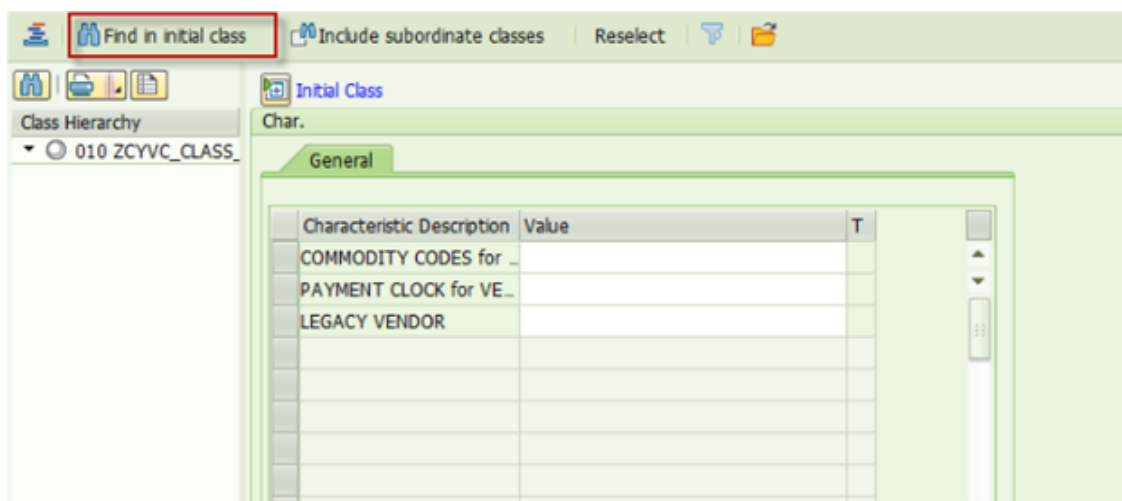 Find in initial class Include subordinate classes Reselect
Initial Class
Class Hierarchy Char.
010 ZCYVC_CLASS_ General
Characteristic Description Value T
COMMODITY CODES for ...
PAYMENT CLOCK for VE...
LEGACY VENDOR